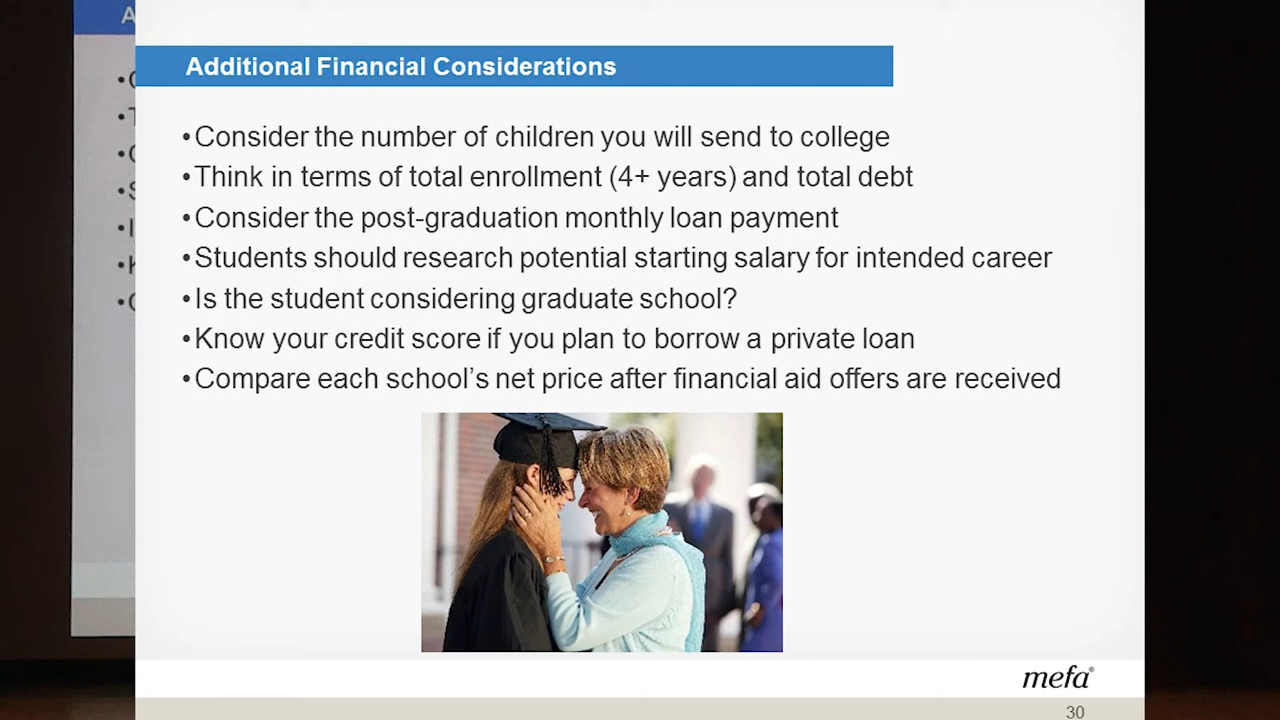 Additional Financial Considerations
•Consider the number of children you will send to college
•Think in terms of total enrollment (4+ years) and total debt
•Consider the post-graduation monthly loan payment
•Students should research potential starting salary for intended career
•Is the student considering graduate school?
•Know your credit score if you plan to borrow a private loan
•Compare each school’s net price after financial aid offers are received
mefa®
30